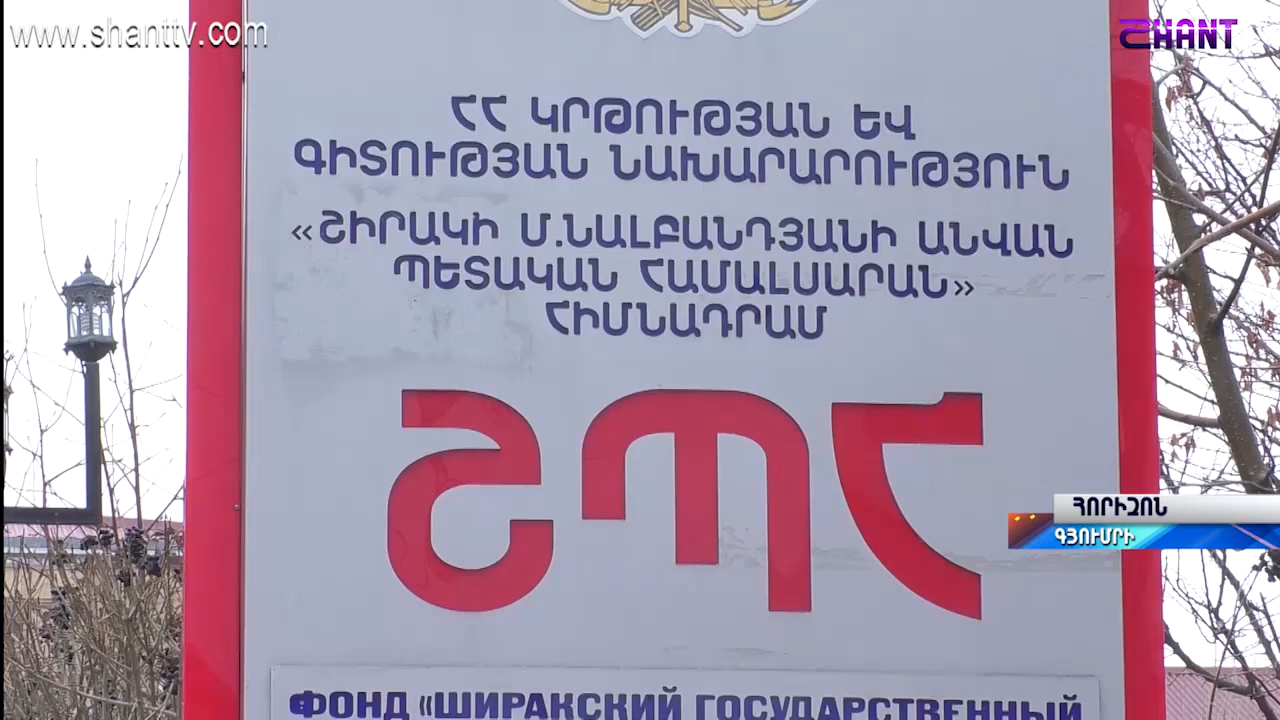 www.shanttv.com
SHANT
ՀՀ ԿՐԹՈՒԹՅԱՆ ԵՎ
ԳԻՏՈՒԹՅԱՆ ՆԱԽԱՐԱՐՈՒԹՅՈՒՆ
«ՇԻՐԱԿԻ Մ.ՆԱԼԲԱՆԴՅԱՆԻ ԱՆՎԱՆ
ՊԵՏԱԿԱՆ ՀԱՄԱԼՍԱՐԱՆ»
ՀԻՄՆԱԴՐԱՄ
ՇՊՀ
ՀՈՐԻԶՈՆ
ԳՅՈՒՄՐԻ
ФОНД «ШИРАКСКИЙ ГОСУДАРСТВЕННЫЙ